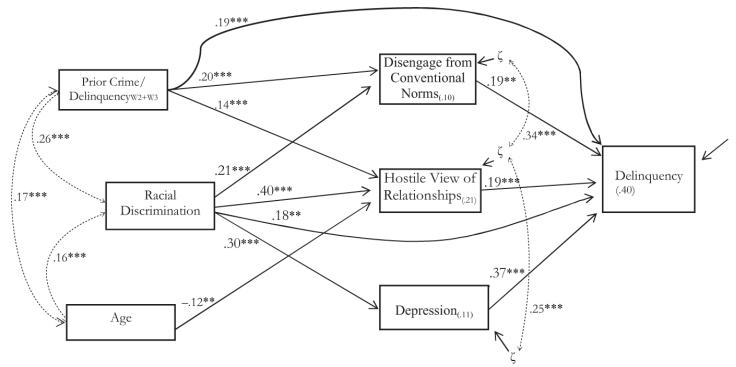 .19***
Prior Crime/
DelinquencyW2+W3
.20***
.14***
Disengage from
Conventional
Norms(.10)
ζ
.19**
.26***
.34***
ζ
.17***
Racial
Discrimination
.21***
.40***
.18**
.30***
Hostile View of
Relationships(.21)
.19***
Delinquency
(.40)
.16***
–.12**
Age
Depression(.11)
.37***
.25***
ζ